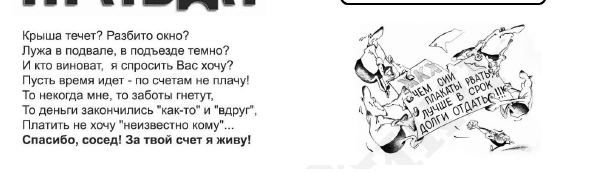 Крыша течет? Разбито окно?
Лужа в подвале, в подъезде темно?
И кто виноват, я спросить Вас хочу?
Пусть время идет - по счетам не плачу!
То некогда мне, то заботы гнетут,
То деньги закончились "как-то" и "вдруг",
Платить не хочу "неизвестно кому"...
Спасибо, сосед! За твой счет я живу!
ЧЕМ СИИ
ПЛАКАТЫ РВАТЬ,
ЛУЧШЕ В СРОК
ДОЛГИ ОТДАТЬ!!!